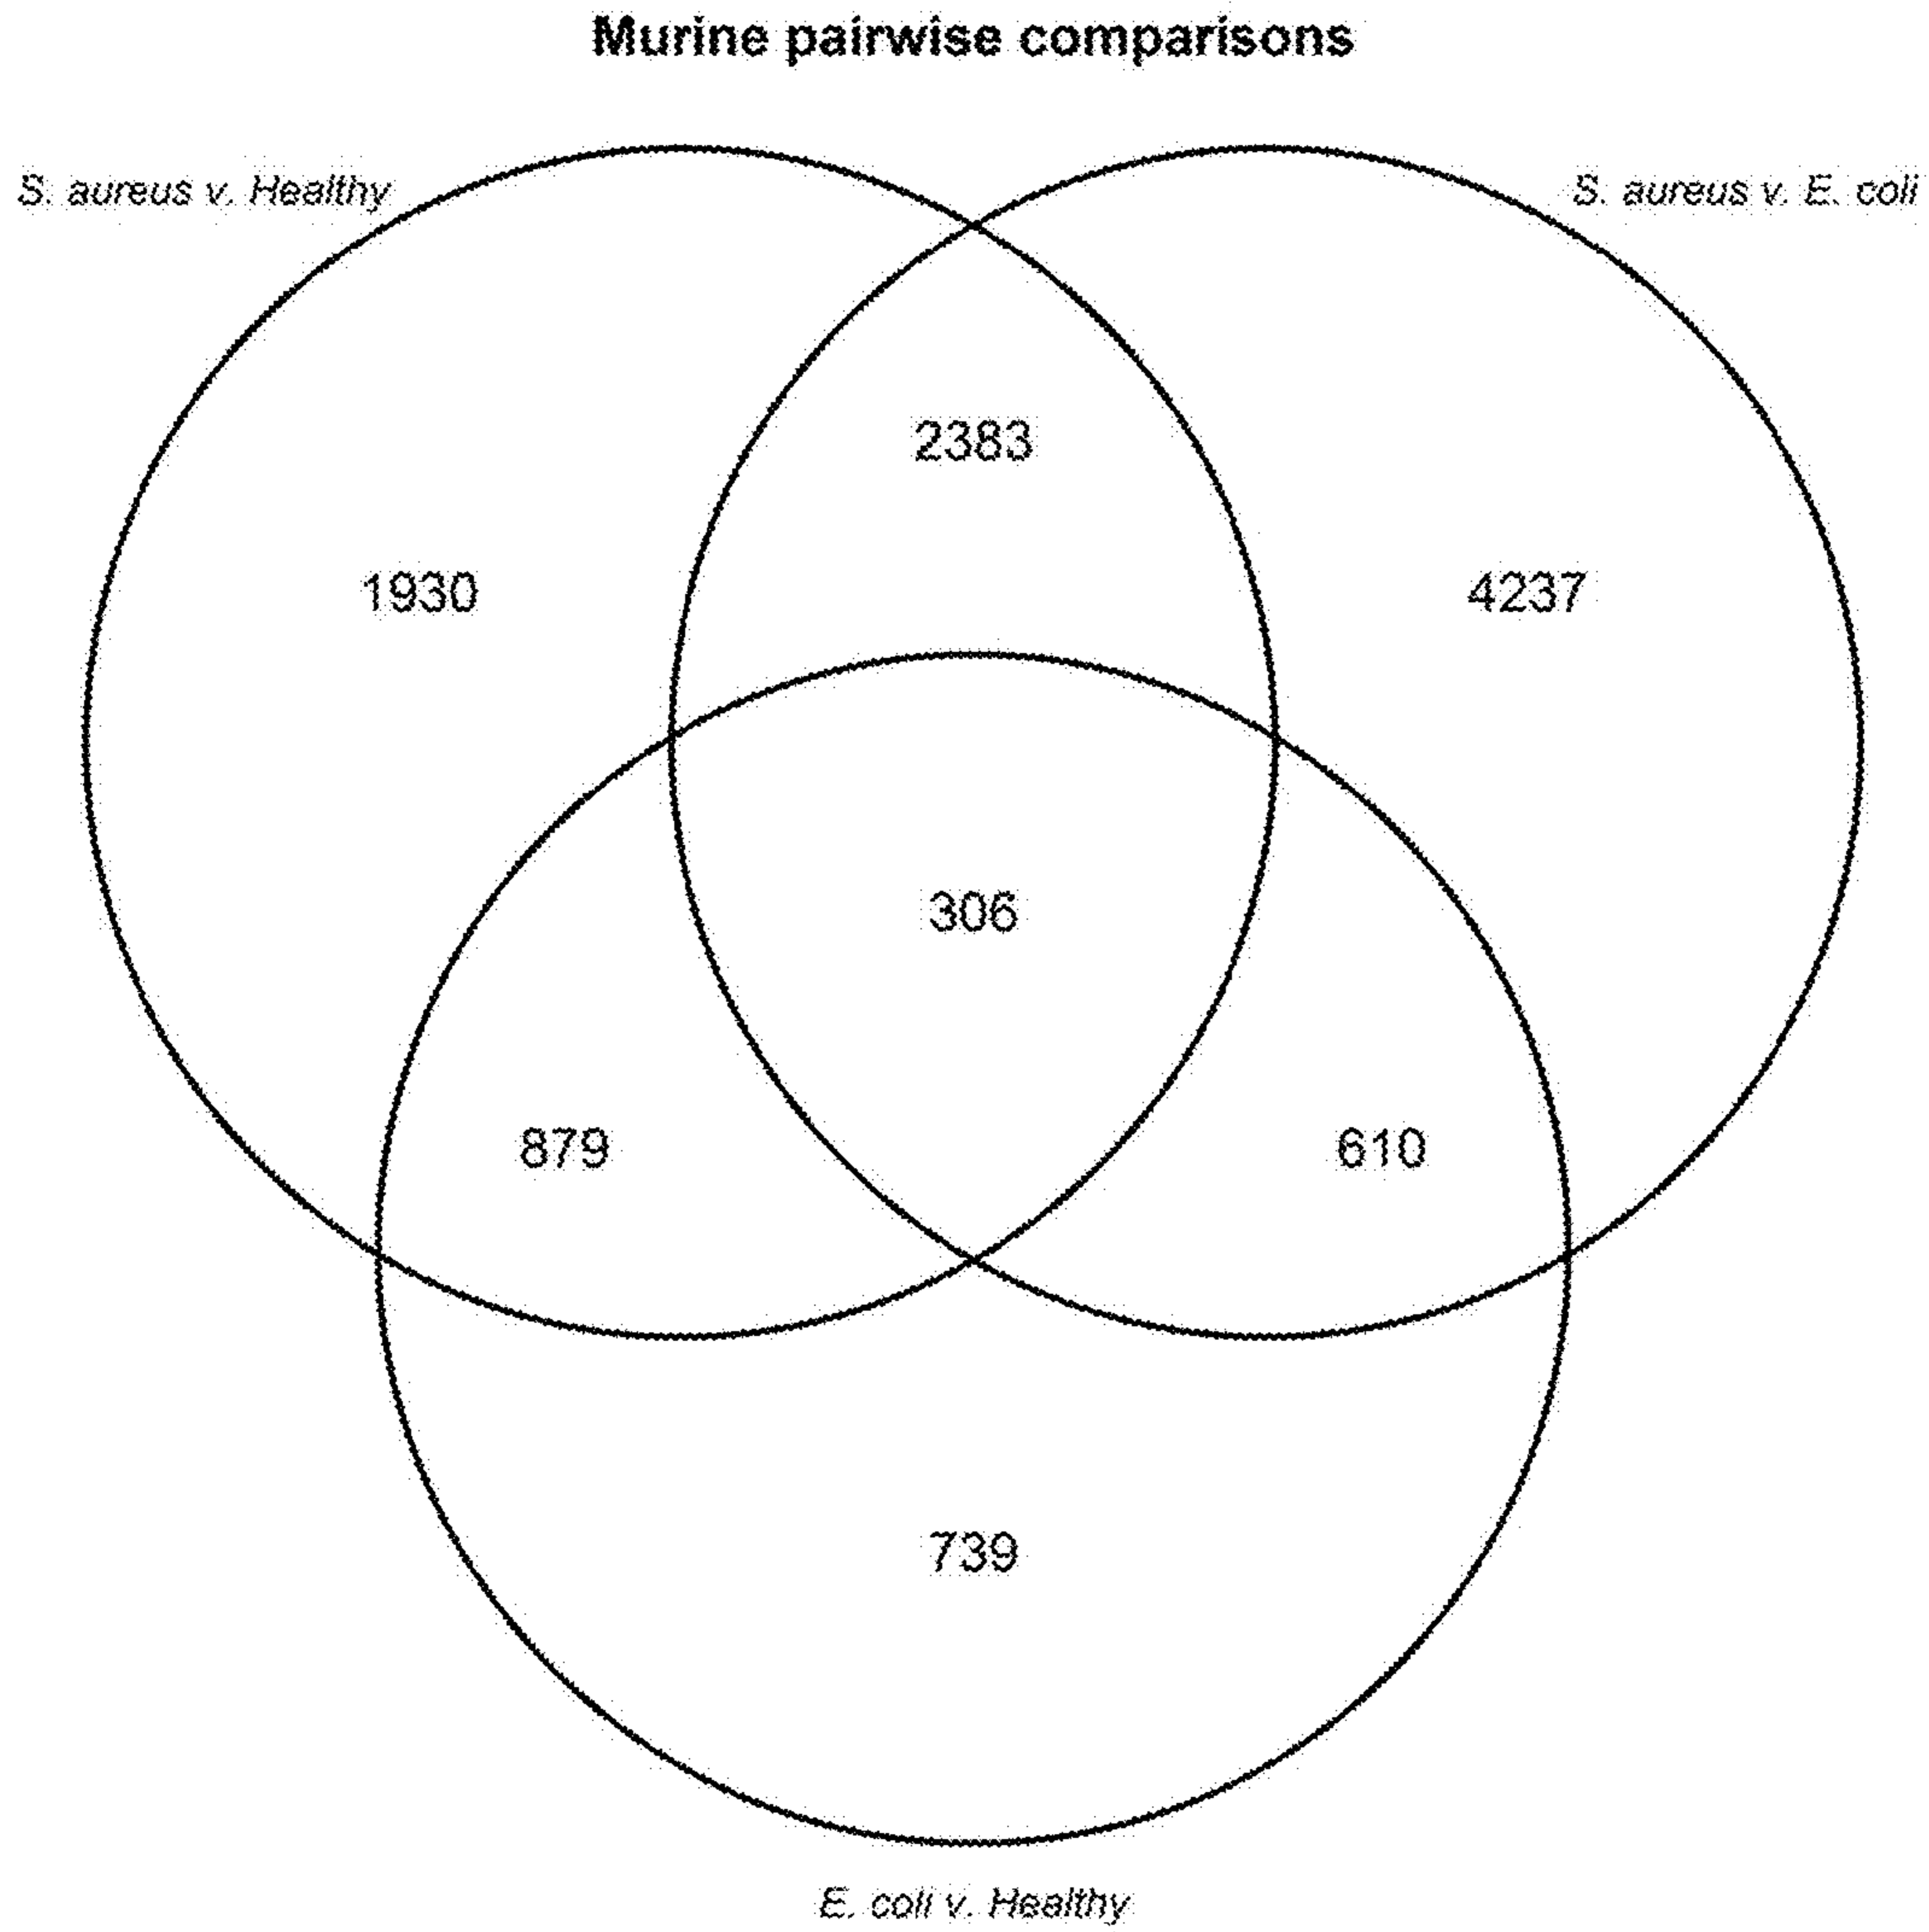 Murine pairwise comparisons
S. aureus v. Healthy
S. aureus v. E. coli
2383
1930
4237
306
879
610
739
E. coli v. Healthy